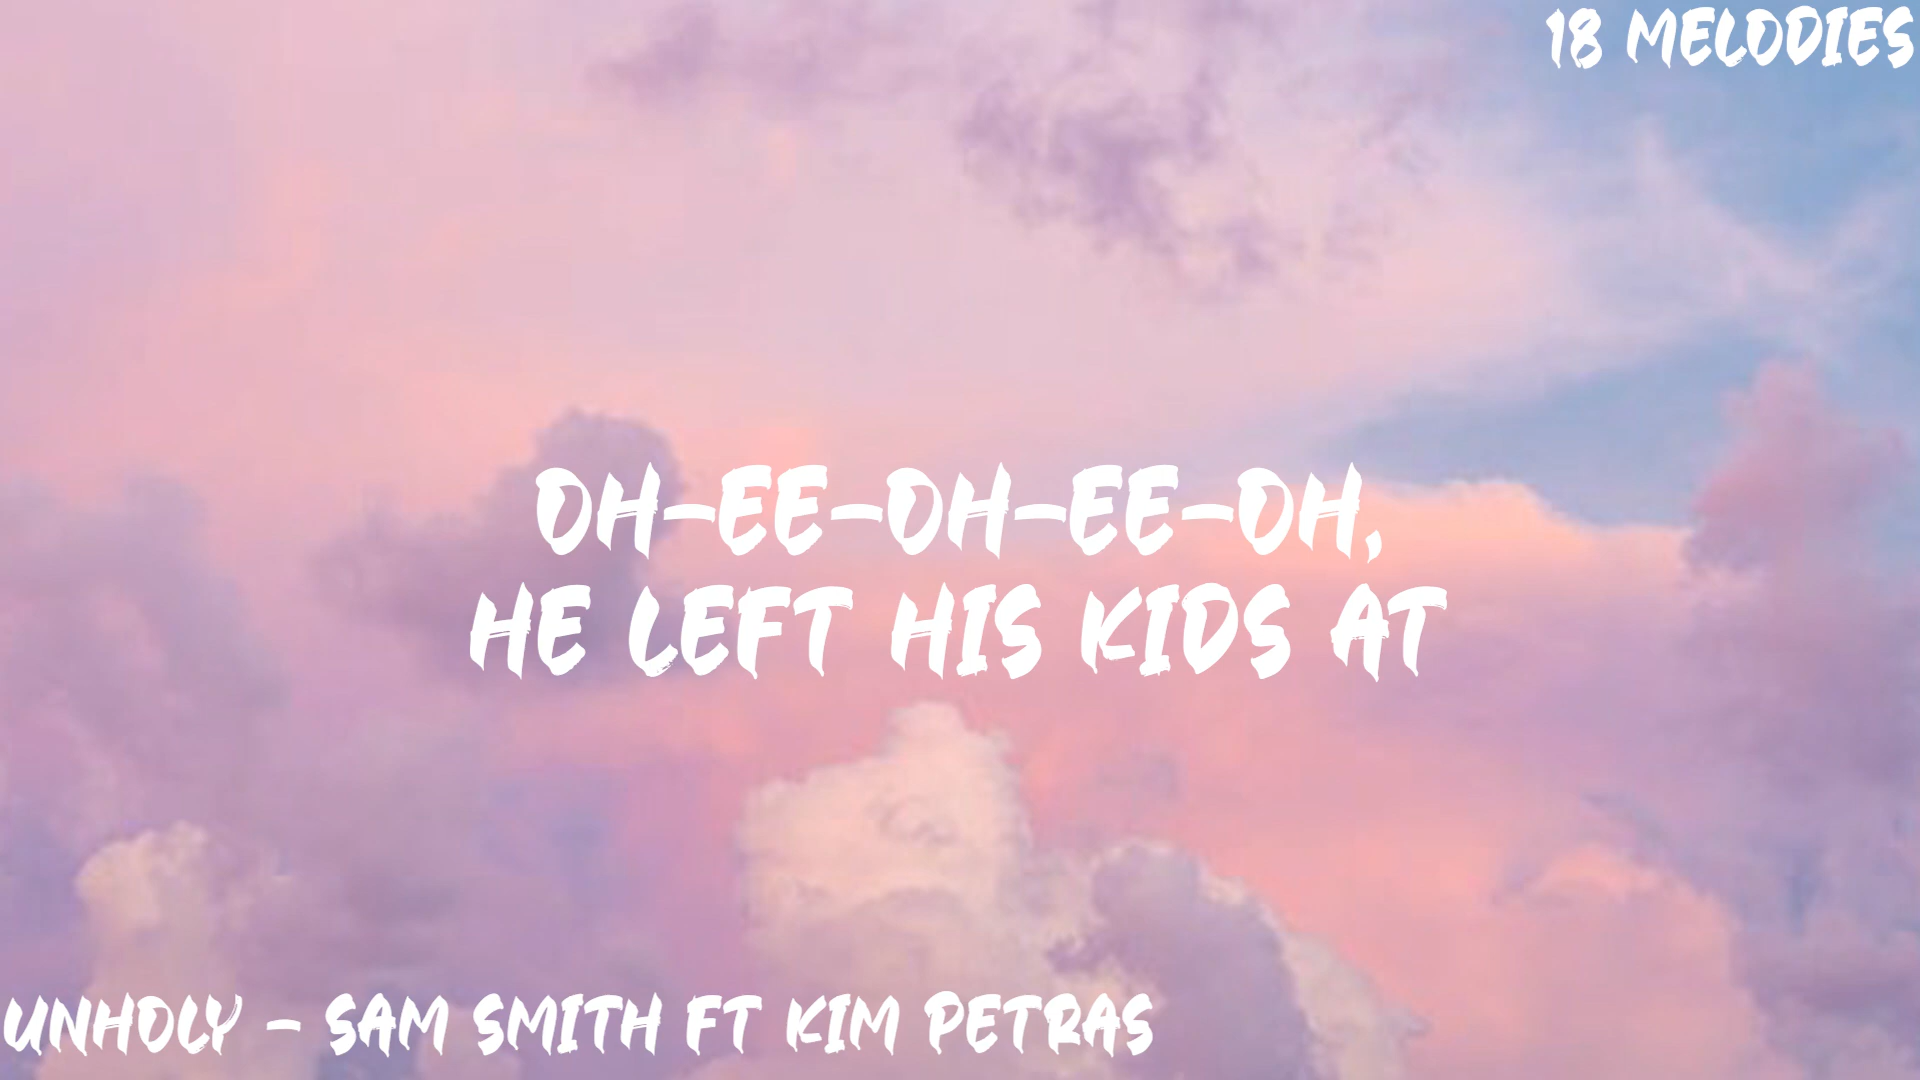 18 MELODIES
OH-EE-OH-EE-OH,
HE LEFT HIS KIDS AT
UNHOLY - SAM SMITH FT KIM PETRAS